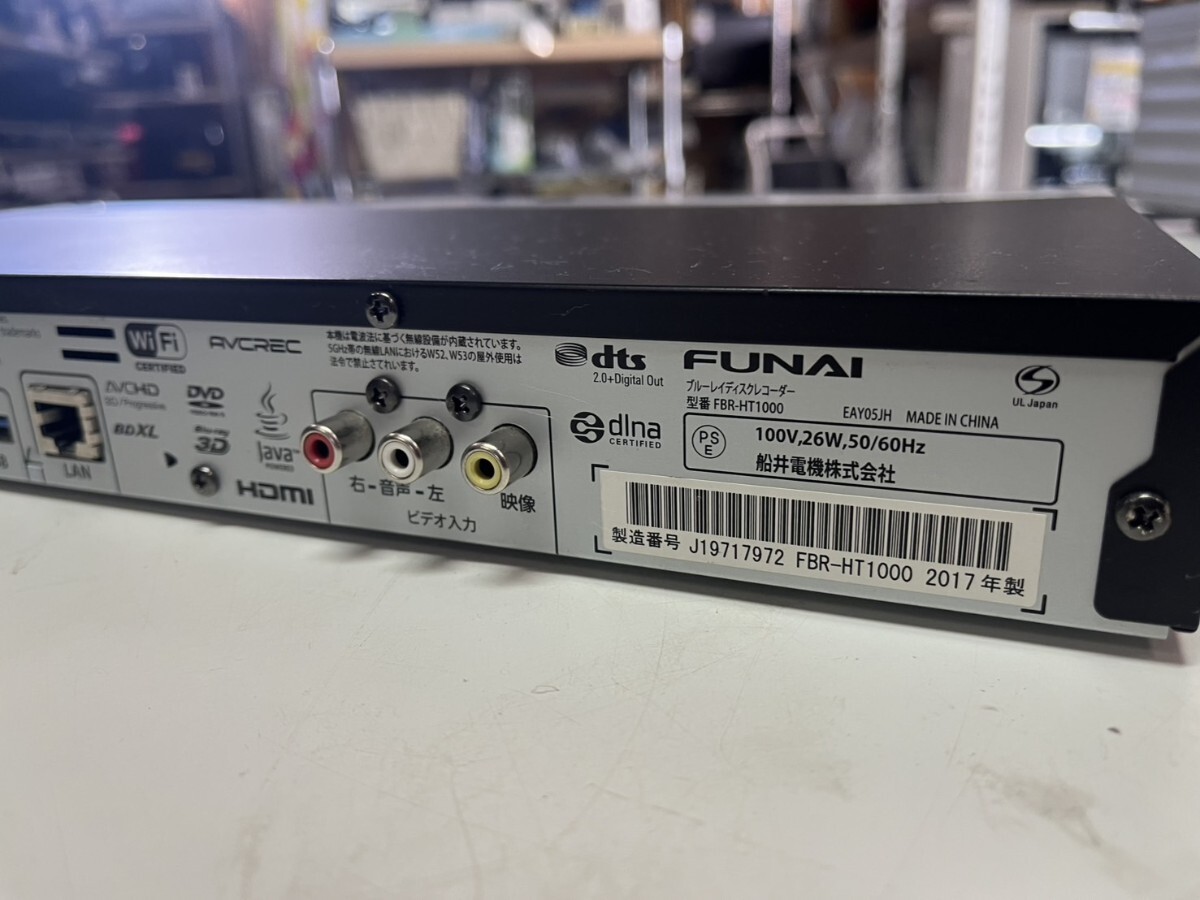 trademarks
Wi Fi
CERTIFIED
AVCREC
本機は電波法に基づく無線設備が内蔵されています。
5GHz帯の無線LANにおけるW52、W53の屋外使用は
法令で禁止されています。
AVCHD
3D/Progressive
DVD
BDXL
Blu-ray
3D
Java
POWERED
HDMI
LAN
右-音声-左
映像
ビデオ入力
dts
2.0+Digital Out
FUNAI
ブルーレイディスクレコーダー
型番 FBR-HT1000
EAY05JH MADE IN CHINA
UL Japan
dlna
CERTIFIED
PS
E
100V,26W,50/60Hz
船井電機株式会社
製造番号 J19717972 FBR-HT1000 2017年製